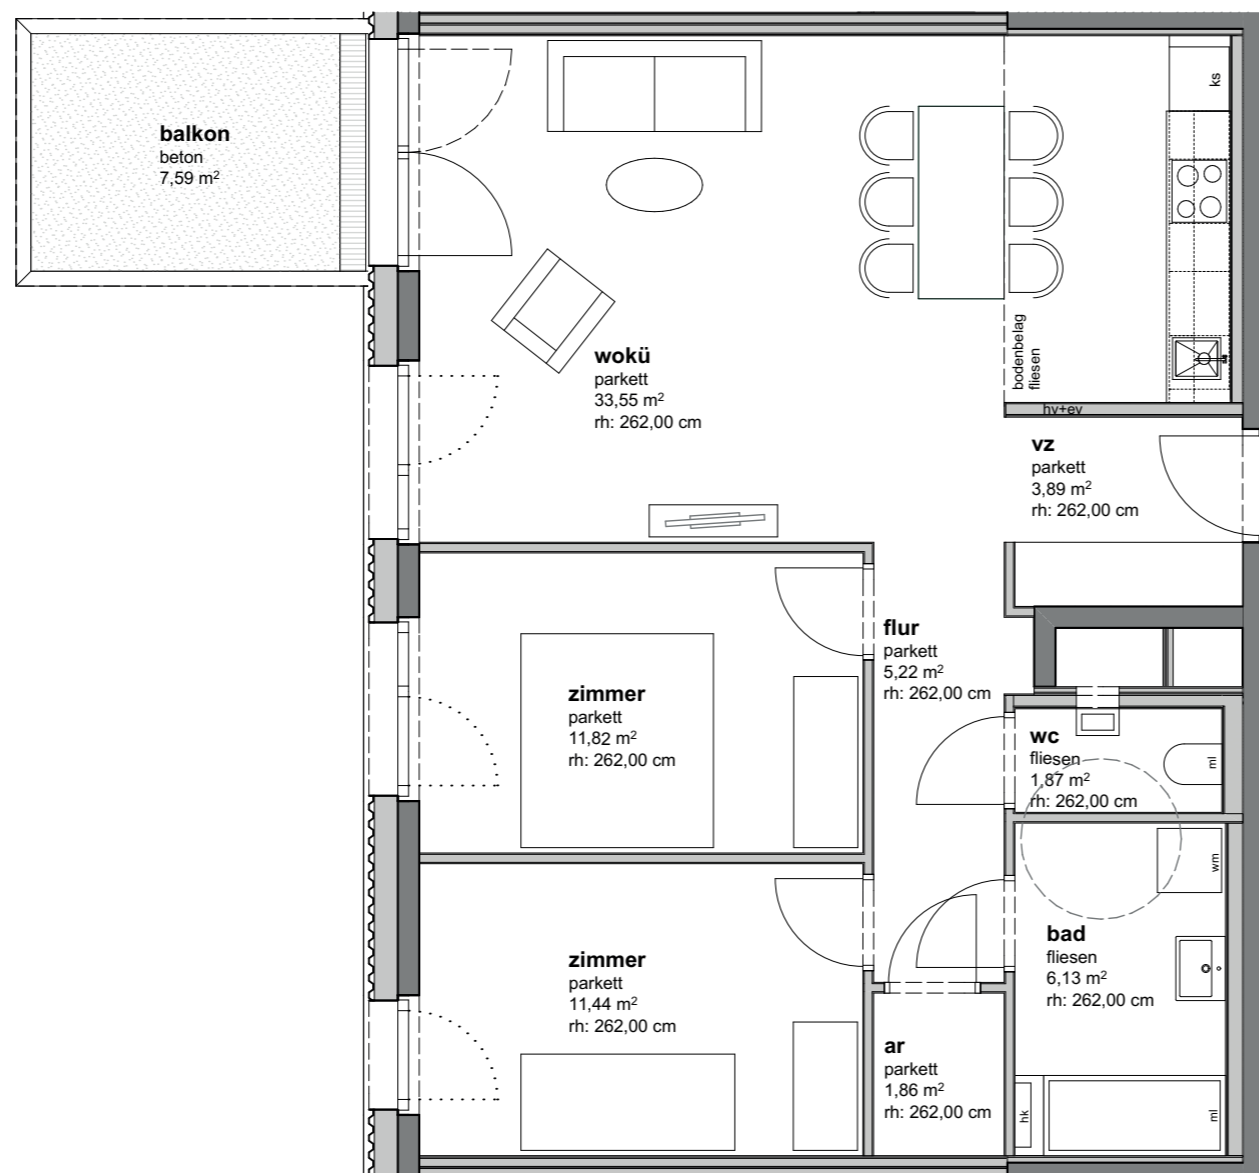 balkon
beton
7,59 m²
ks
wokü
parkett
33,55 m²
rh: 262,00 cm
bodenbelag
fliesen
hv+ev
vz
parkett
3,89 m²
rh: 262,00 cm
flur
parkett
5,22 m²
rh: 262,00 cm
zimmer
parkett
11,82 m²
rh: 262,00 cm
wc
fliesen
1,87 m²
rh: 262,00 cm
ml
wm
bad
fliesen
6,13 m²
rh: 262,00 cm
zimmer
parkett
11,44 m²
rh: 262,00 cm
ar
parkett
1,86 m²
rh: 262,00 cm
hk
ml